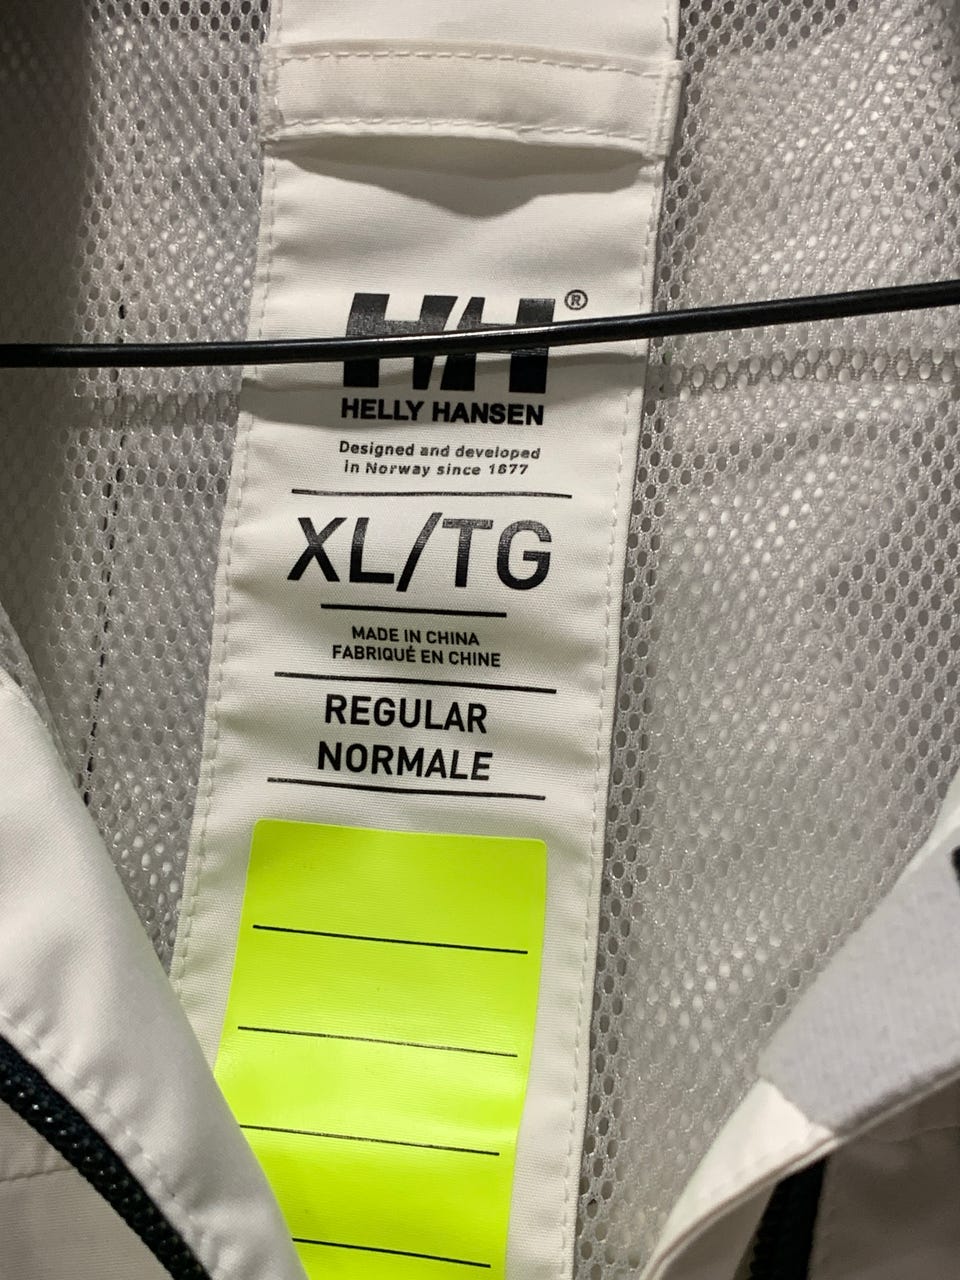 HH®
HELLY HANSEN
Designed and developed
in Norway since 1877
XL/TG
MADE IN CHINA
FABRIQUÉ EN CHINE
REGULAR
NORMALE